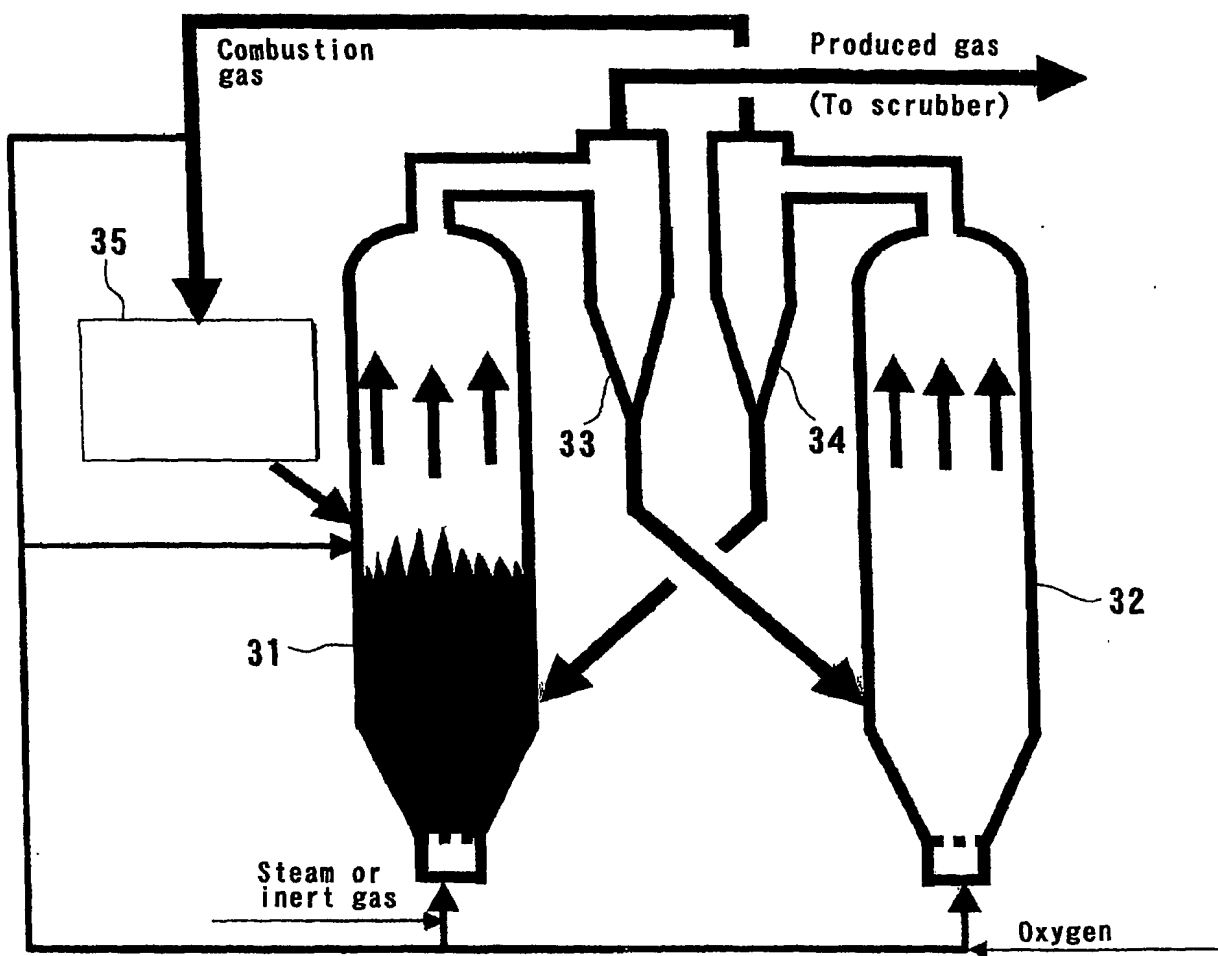 Combustion
gas
Produced gas
(To scrubber)
35
33
34
31
32
Steam or
inert gas
Oxygen